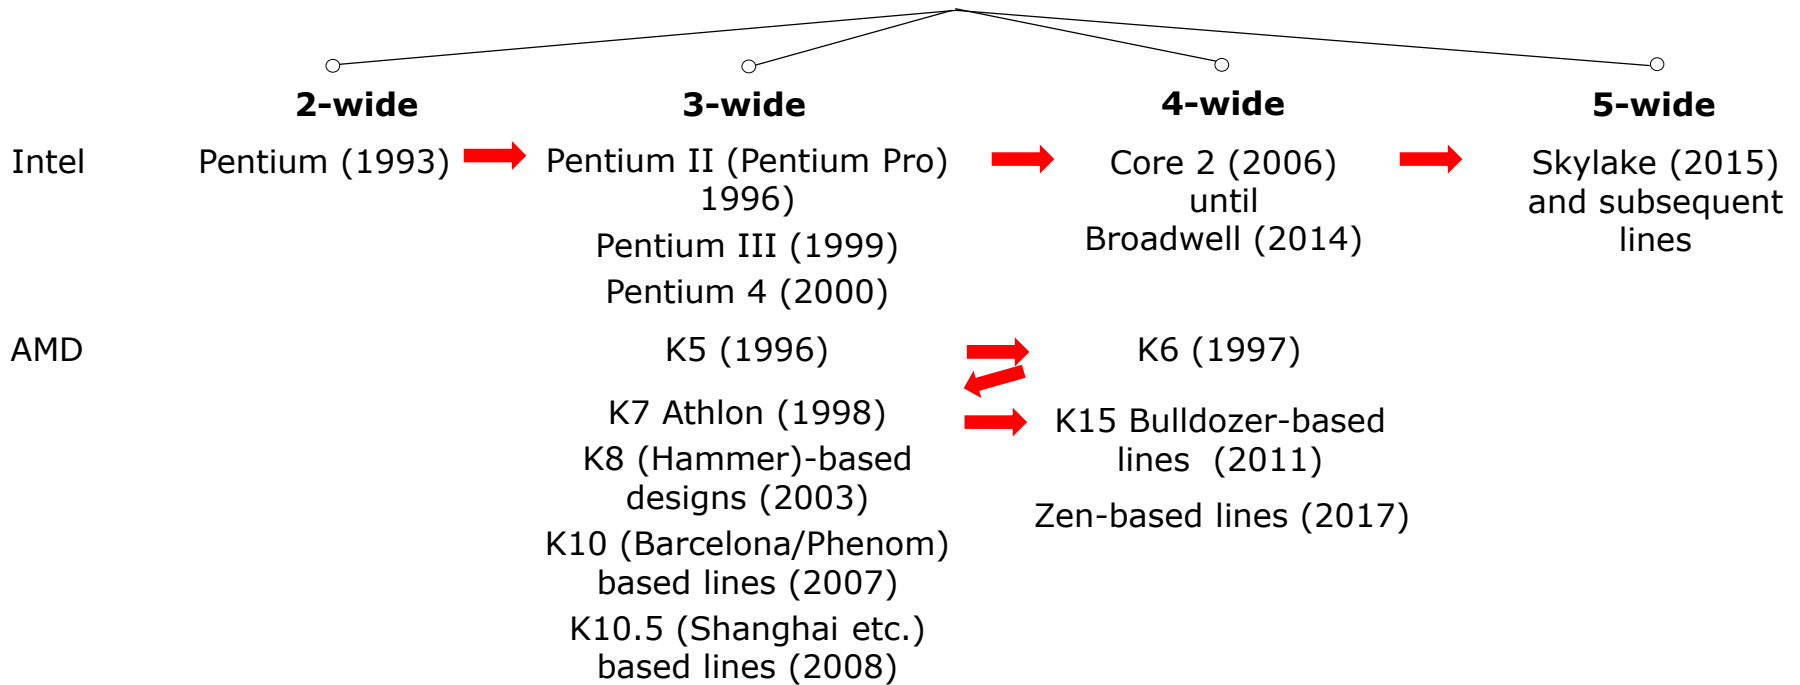 2-wide 3-wide 4-wide 5-wide
Intel
Pentium (1993)
Pentium II (Pentium Pro)
1996)
Pentium III (1999)
Pentium 4 (2000)
Core 2 (2006)
until
Broadwell (2014)
Skylake (2015)
and subsequent
lines
AMD
K5 (1996)
K7 Athlon (1998)
K8 (Hammer)-based
designs (2003)
K10 (Barcelona/Phenom)
based lines (2007)
K10.5 (Shanghai etc.)
based lines (2008)
K6 (1997)
K15 Bulldozer-based
lines (2011)
Zen-based lines (2017)